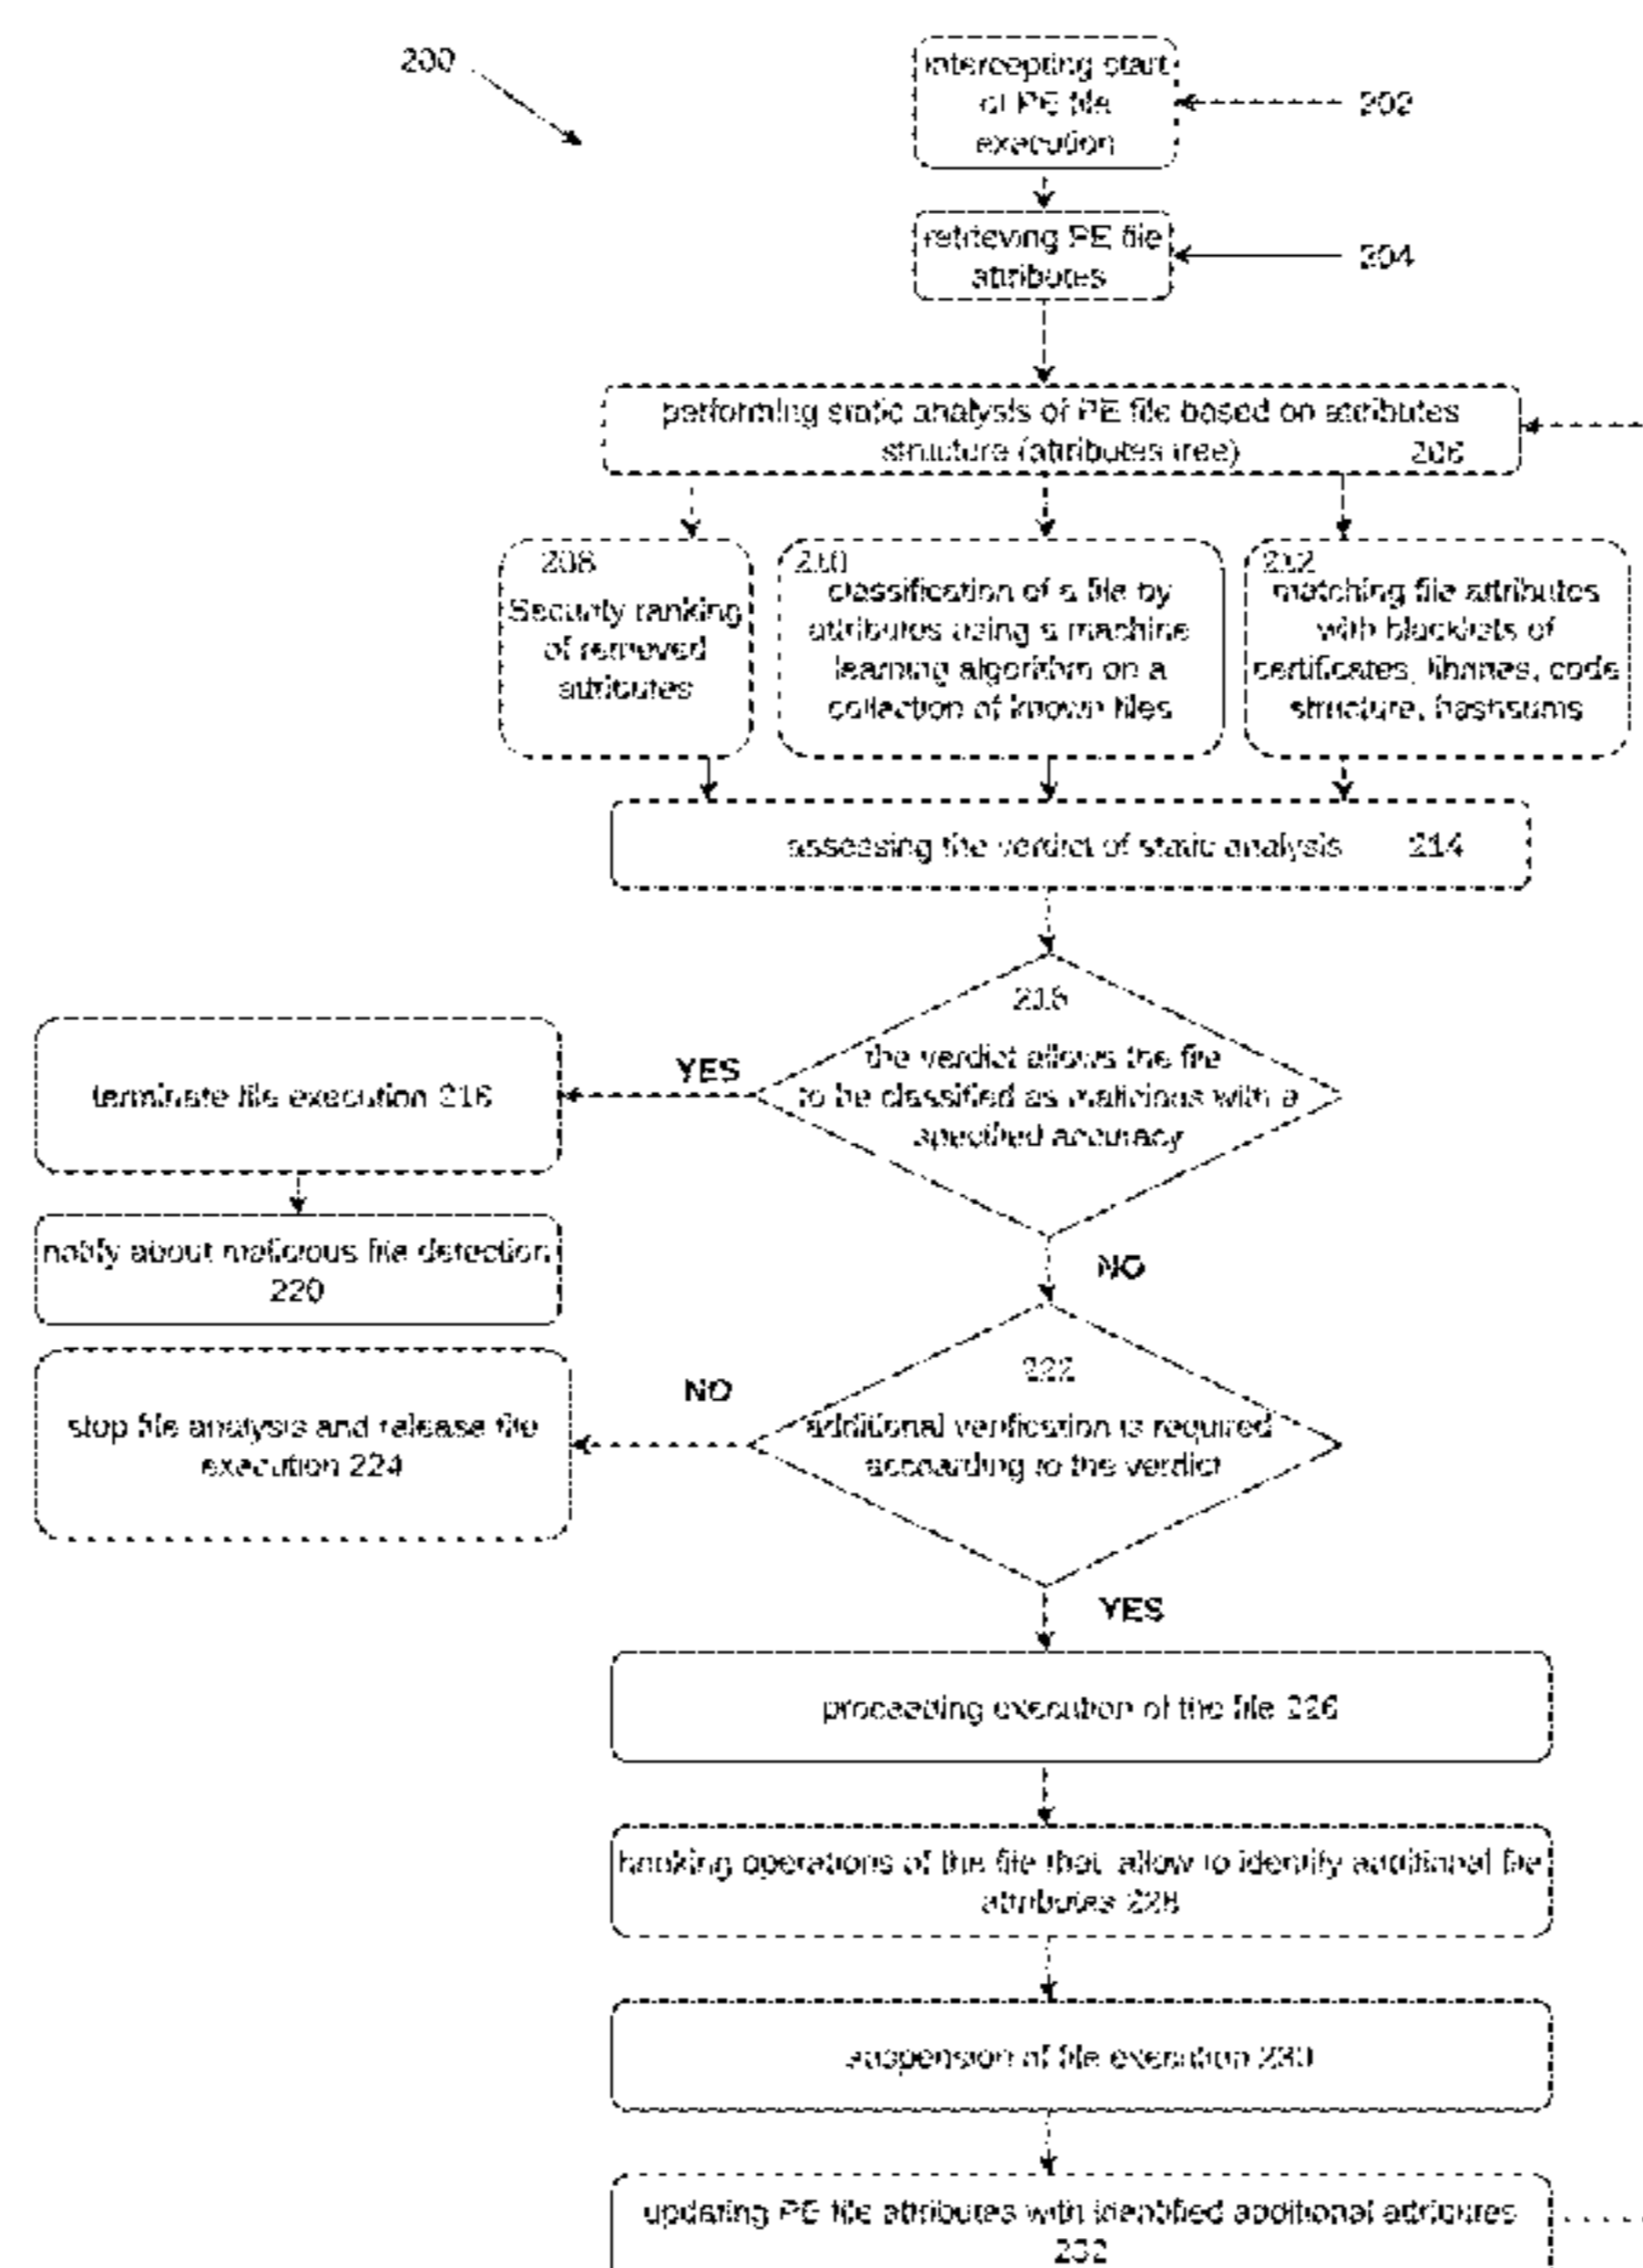 200
intercepting start
of PE file
execution
202
retrieving PE file
attributes
204
performing static analysis of PE file based on attributes
structure (attributes tree)
206
208
Security ranking
of removed
attributes
210
classification of a file by
attributes using a machine
learning algorithm on a
collection of known files
212
matching file attributes
with blacklists of
certificates, libraries, code
structure, hashsums
assessing the verdict of static analysis 214
218
the verdict allows the file
to be classified as malicious with a
specified accuracy
YES
terminate file execution 216
notify about malicious file detection
220
NO
222
additional verification is required
accoarding to the verdict
NO
stop file analysis and release file
execution 224
YES
proceeding execution of the file 226
hooking operations of the file that allow to identify additional file
attributes 228
suspension of file execution 230
updating PE file attributes with identified additional attributes
232